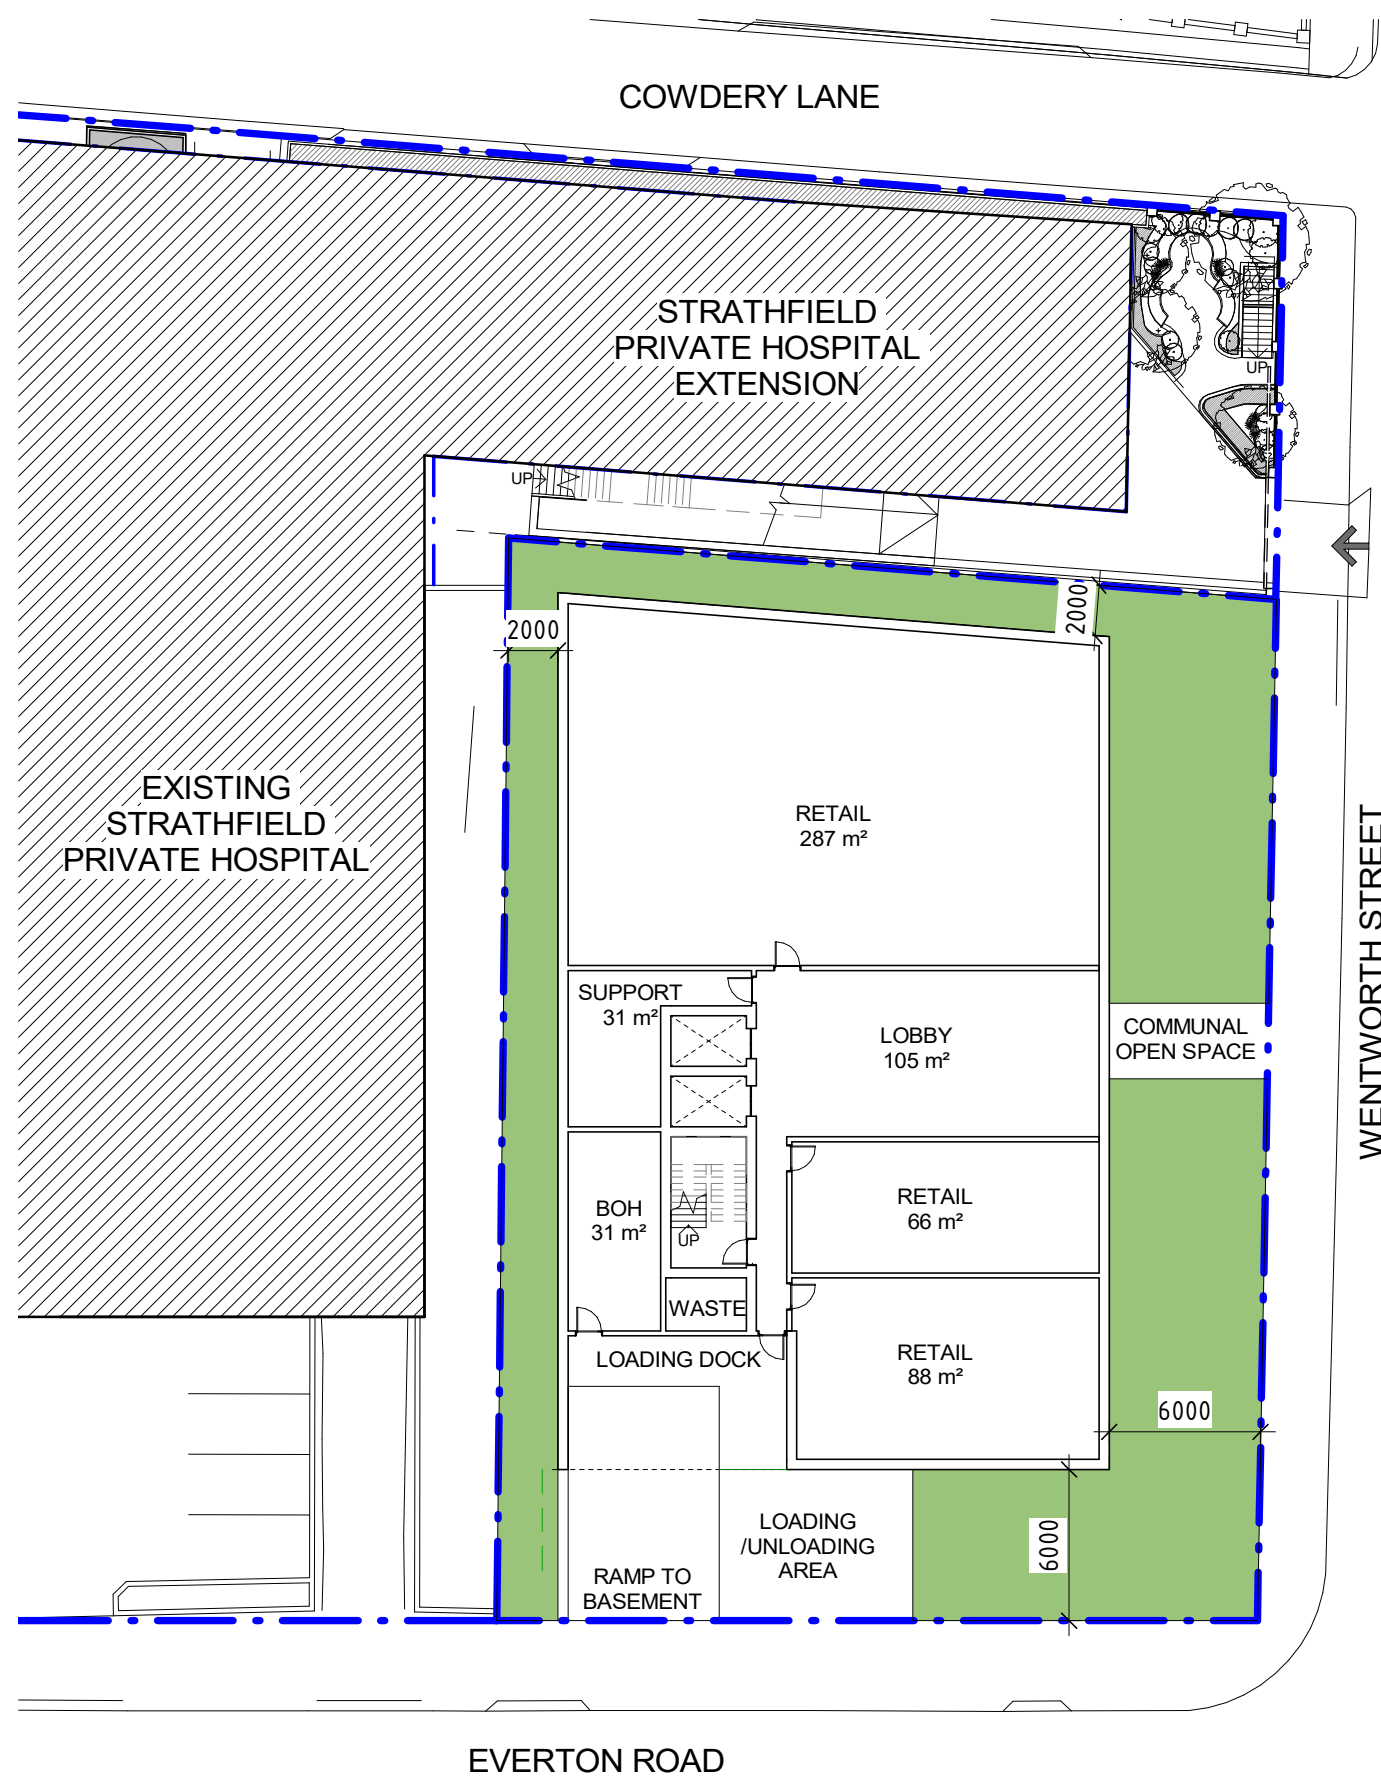 COWDERY LANE
STRATHFIELD
PRIVATE HOSPITAL
EXTENSION
UP
UP
2000
2000
EXISTING
STRATHFIELD
PRIVATE HOSPITAL
RETAIL
287 m²
WENTWORTH STREET
SUPPORT
31 m²
LOBBY
105 m²
COMMUNAL
OPEN SPACE
BOH
31 m²
UP
RETAIL
66 m²
WASTE
LOADING DOCK
RETAIL
88 m²
6000
6000
LOADING
/UNLOADING
AREA
RAMP TO
BASEMENT
EVERTON ROAD